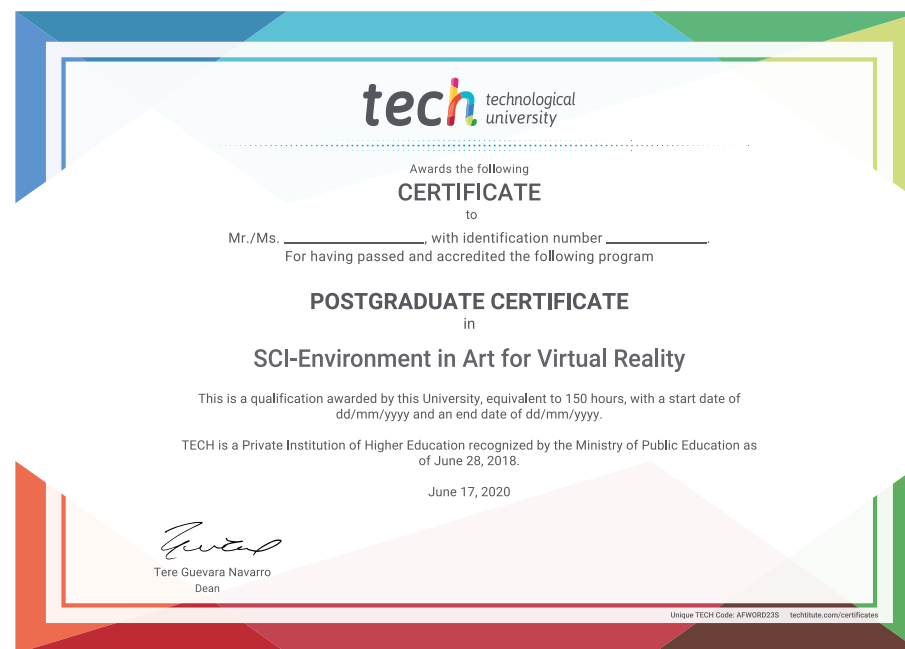 tech technological
university
Awards the following
CERTIFICATE
to
Mr./Ms. ____________________, with identification number ______________.
For having passed and accredited the following program
POSTGRADUATE CERTIFICATE
in
SCI-Environment in Art for Virtual Reality
This is a qualification awarded by this University, equivalent to 150 hours, with a start date of
dd/mm/yyyy and an end date of dd/mm/yyyy.
TECH is a Private Institution of Higher Education recognized by the Ministry of Public Education as
of June 28, 2018.
June 17, 2020
Tere Guevara Navarro
Dean
Unique TECH Code: AFWORD23S techtitute.com/certificates